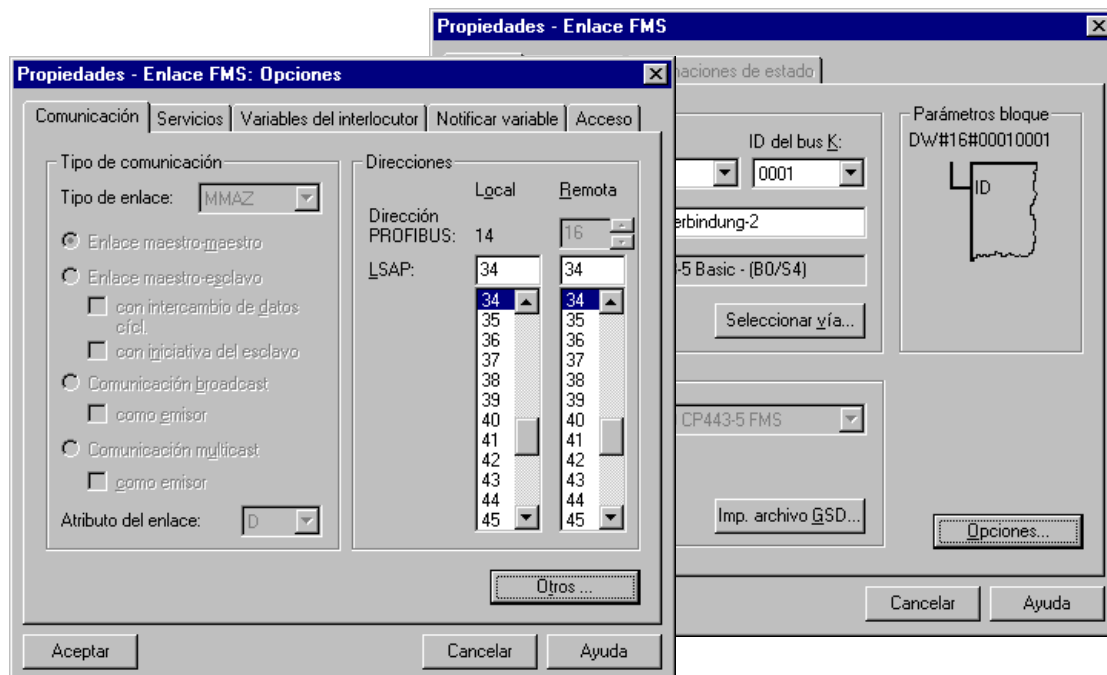 Propiedades - Enlace FMS
Propiedades - Enlace FMS: Opciones
Comunicación Servicios Variables del interlocutor Notificar variable Acceso
Tipo de comunicación
Tipo de enlace: MMAZ
Enlace maestro-maestro
Enlace maestro-esclavo
con intercambio de datos
cícl.
con iniciativa del esclavo
Comunicación broadcast
como emisor
Comunicación multicast
como emisor
Atributo del enlace: D
Direcciones
Local Remota
Dirección
PROFIBUS: 14 16
LSAP: 34 34
34 34
35 35
36 36
37 37
38 38
39 39
40 40
41 41
42 42
43 43
44 44
45 45
Otros ...
Aceptar Cancelar Ayuda
maciones de estado
ID del bus K:
0001
erbindung-2
-5 Basic - (B0/S4)
Seleccionar vía...
CP443-5 FMS
Imp. archivo GSD...
Parámetros bloque
DW#16#00010001
ID
Opciones...
Cancelar Ayuda